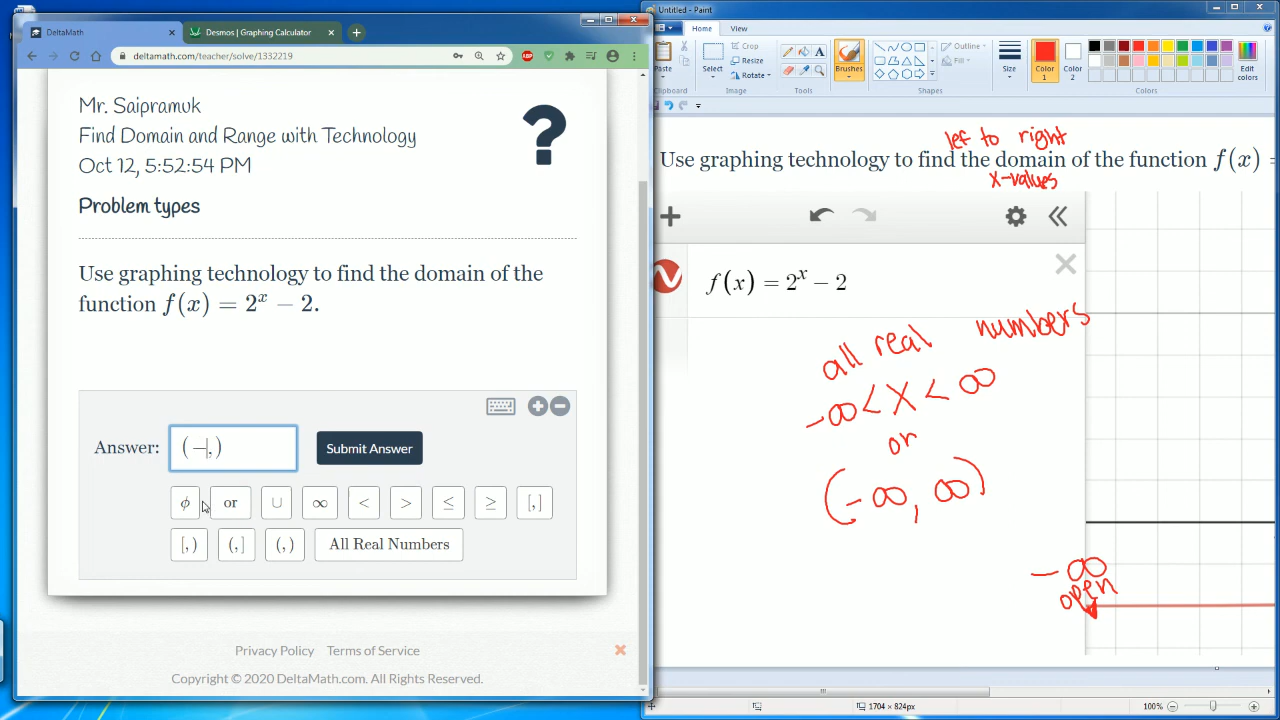 DeltaMath
Desmos | Graphing Calculator
deltamath.com/teacher/solve/1332219
Mr. Saipramuk
Find Domain and Range with Technology
Oct 12, 5:52:54 PM
Problem types
Use graphing technology to find the domain of the
function f(x) = 2ˣ − 2.
Answer: (−,)
Submit Answer
ϕ or ∪ ∞ < > ≤ ≥ [,]
[,) (,] (,) All Real Numbers
Privacy Policy Terms of Service
Copyright © 2020 DeltaMath.com. All Rights Reserved.
Untitled - Paint
Home View
Paste
Select
Crop
Resize
Rotate
Brushes
Outline
Fill
Size
Color 1
Color 2
Edit colors
Clipboard Image Shapes Colors
lef to right
Use graphing technology to find the domain of the function f(x) =
x-values
f(x) = 2ˣ − 2
all real numbers
−∞ < x < ∞
or
(−∞, ∞)
−∞
open
1704 × 824px
100%